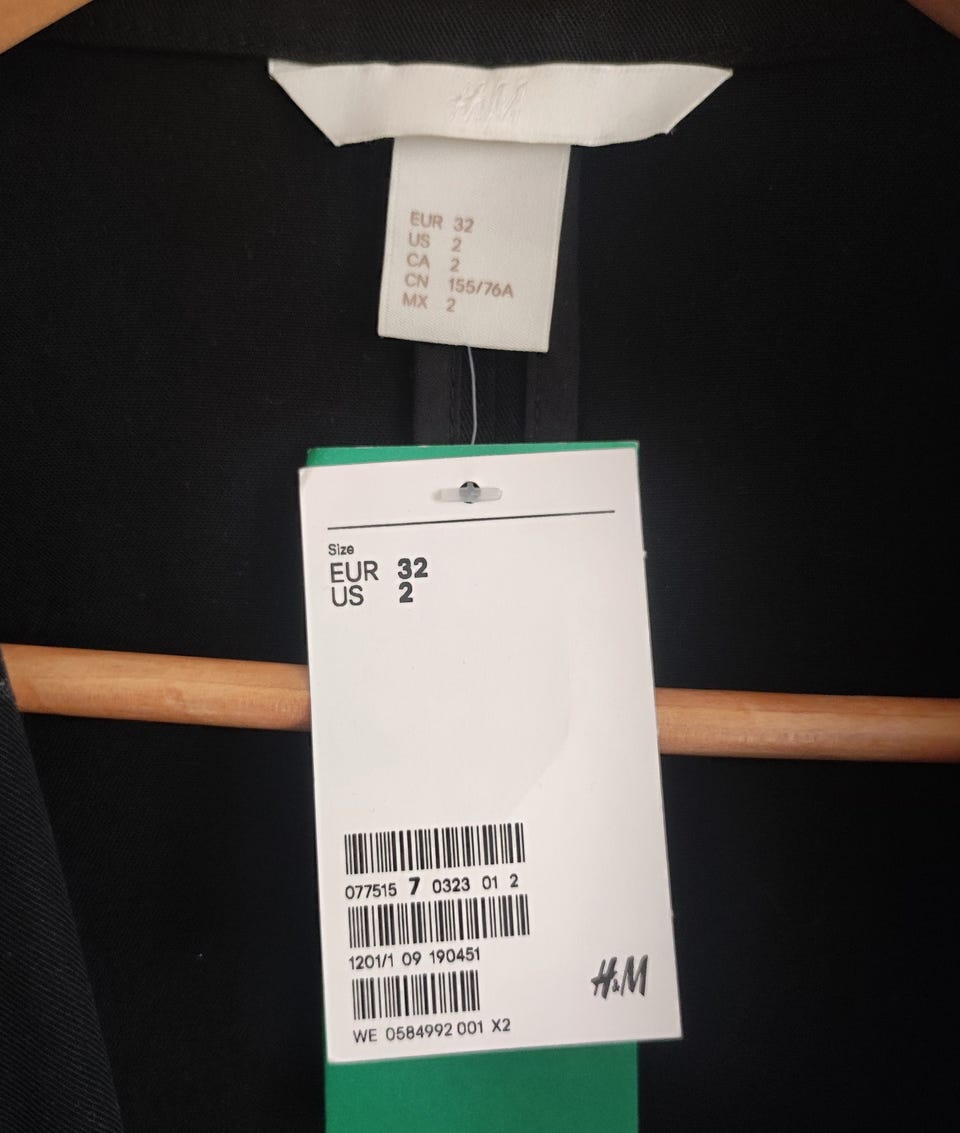 H&M
EUR 32
US 2
CA 2
CN 155/76A
MX 2
Size
EUR 32
US 2
077515 7 0323 01 2
1201/1 09 190451
WE 0584992 001 X2
H&M